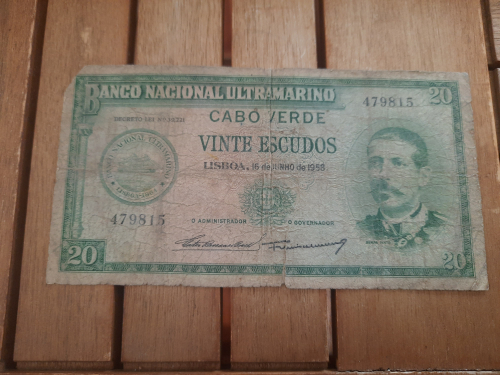 BANCO NACIONAL ULTRAMARINO
20
479815
CABO VERDE
VINTE ESCUDOS
LISBOA, 16 de JUNHO de 1958
479815
O ADMINISTRADOR
O GOVERNADOR
20
20